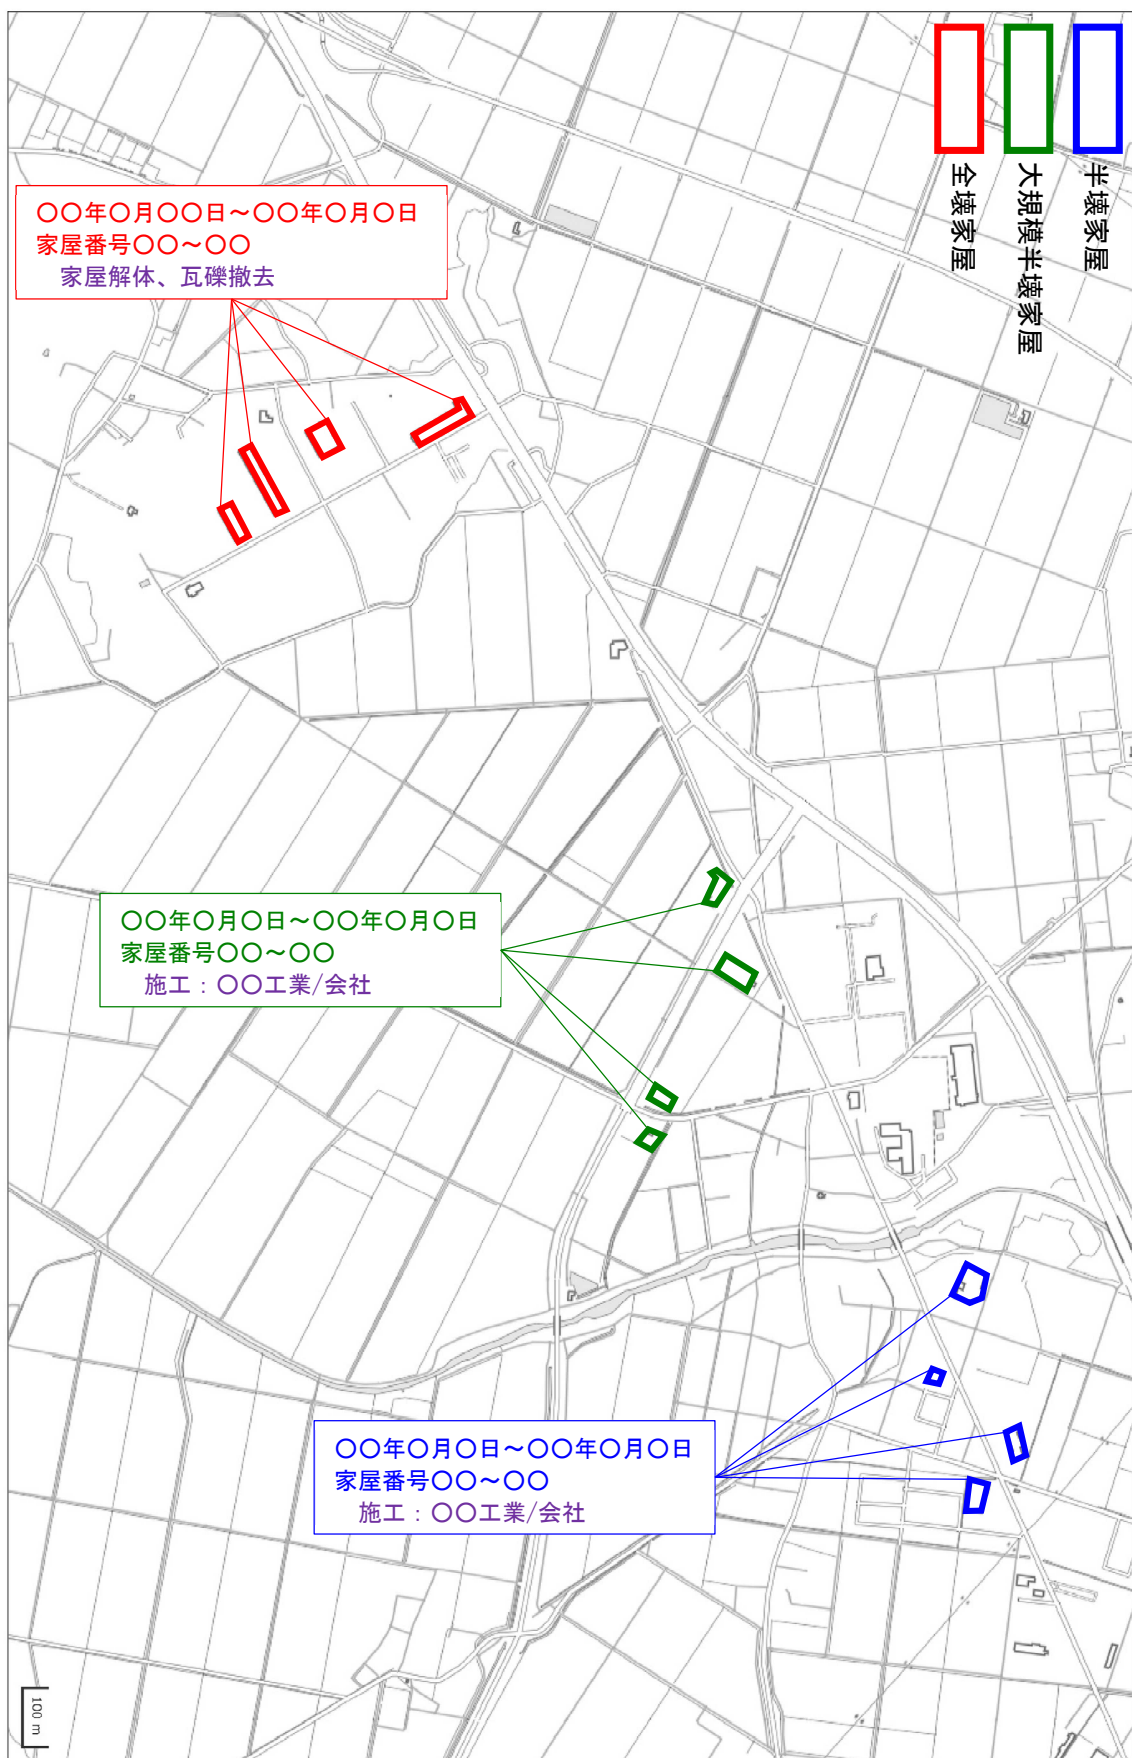 半壊家屋
大規模半壊家屋
全壊家屋
〇〇年〇月〇〇日～〇〇年〇月〇日
家屋番号〇〇～〇〇
家屋解体、瓦礫撤去
〇〇年〇月〇日～〇〇年〇月〇日
家屋番号〇〇～〇〇
施工：〇〇工業/会社
〇〇年〇月〇日～〇〇年〇月〇日
家屋番号〇〇～〇〇
施工：〇〇工業/会社
100 m